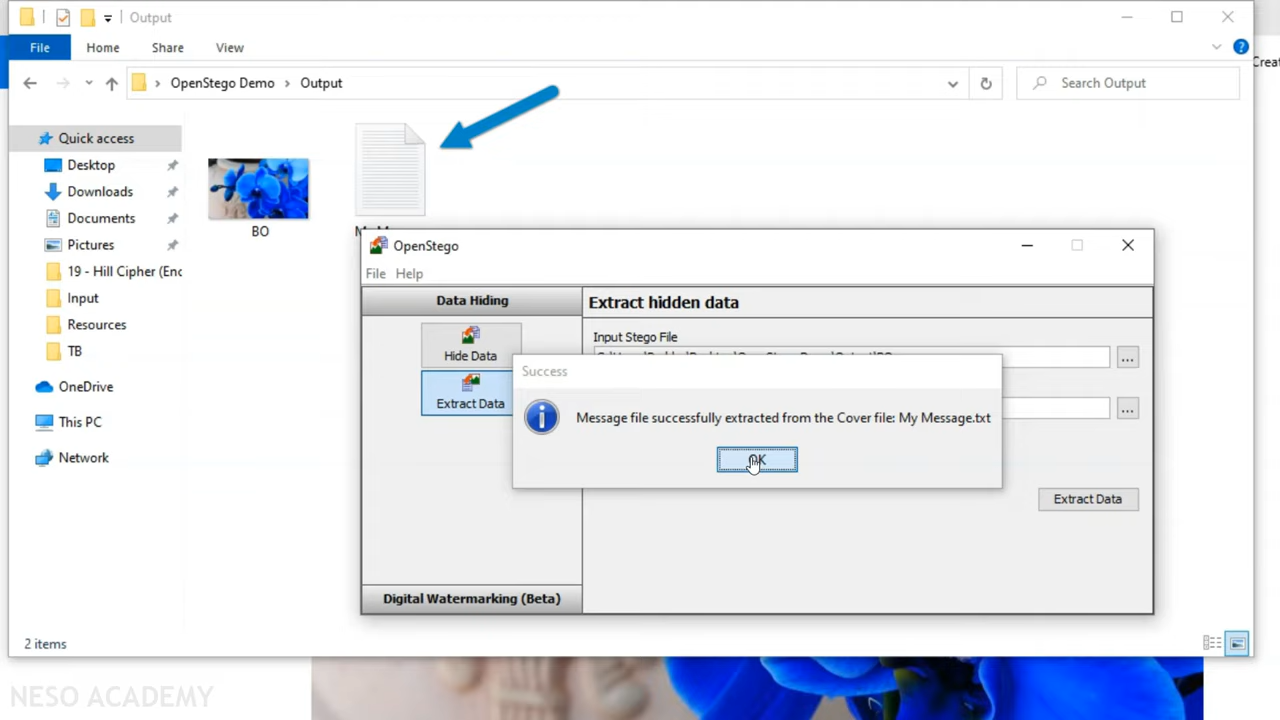 Output
File
Home
Share
View
Creat
OpenStego Demo
Output
Search Output
Quick access
Desktop
Downloads
Documents
Pictures
19 - Hill Cipher (Enc
Input
Resources
TB
OneDrive
This PC
Network
BO
OpenStego
File
Help
Data Hiding
Hide Data
Extract Data
Digital Watermarking (Beta)
Extract hidden data
Input Stego File
...
...
Extract Data
Success
Message file successfully extracted from the Cover file: My Message.txt
OK
2 items
NESO ACADEMY